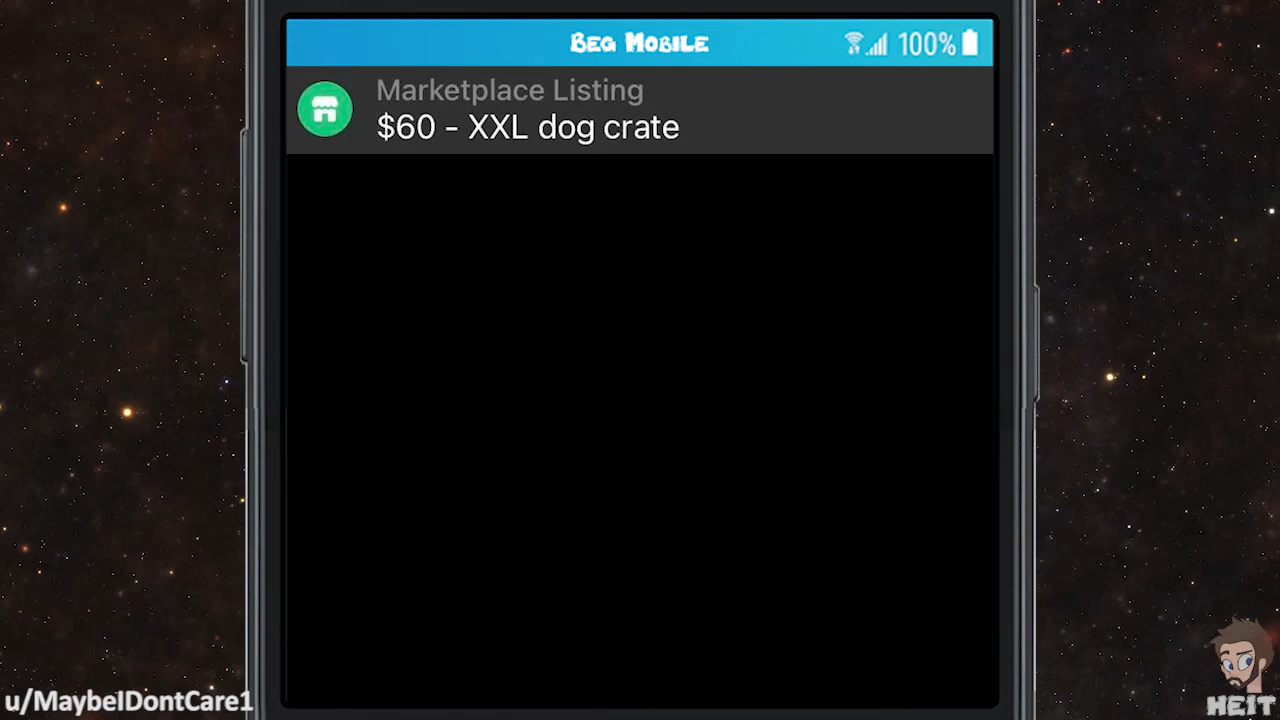 Beg Mobile
100%
Marketplace Listing
$60 - XXL dog crate
u/MaybeIDontCare1
HEIT